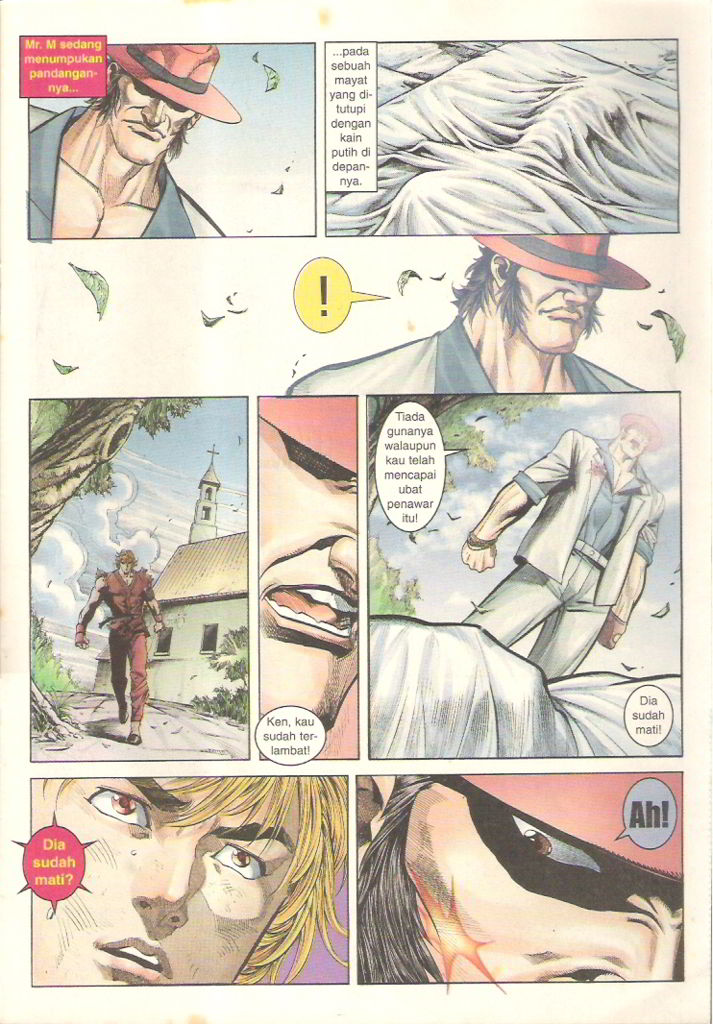 Mr. M sedang
menumpukan
pandangan-
nya...
...pada
sebuah
mayat
yang di-
tutupi
dengan
kain
putih di
depan-
nya.
!
Ken, kau
sudah ter-
lambat!
Tiada
gunanya
walaupun
kau telah
mencapai
ubat
penawar
itu!
Dia
sudah
mati!
Dia
sudah
mati?
Ah!